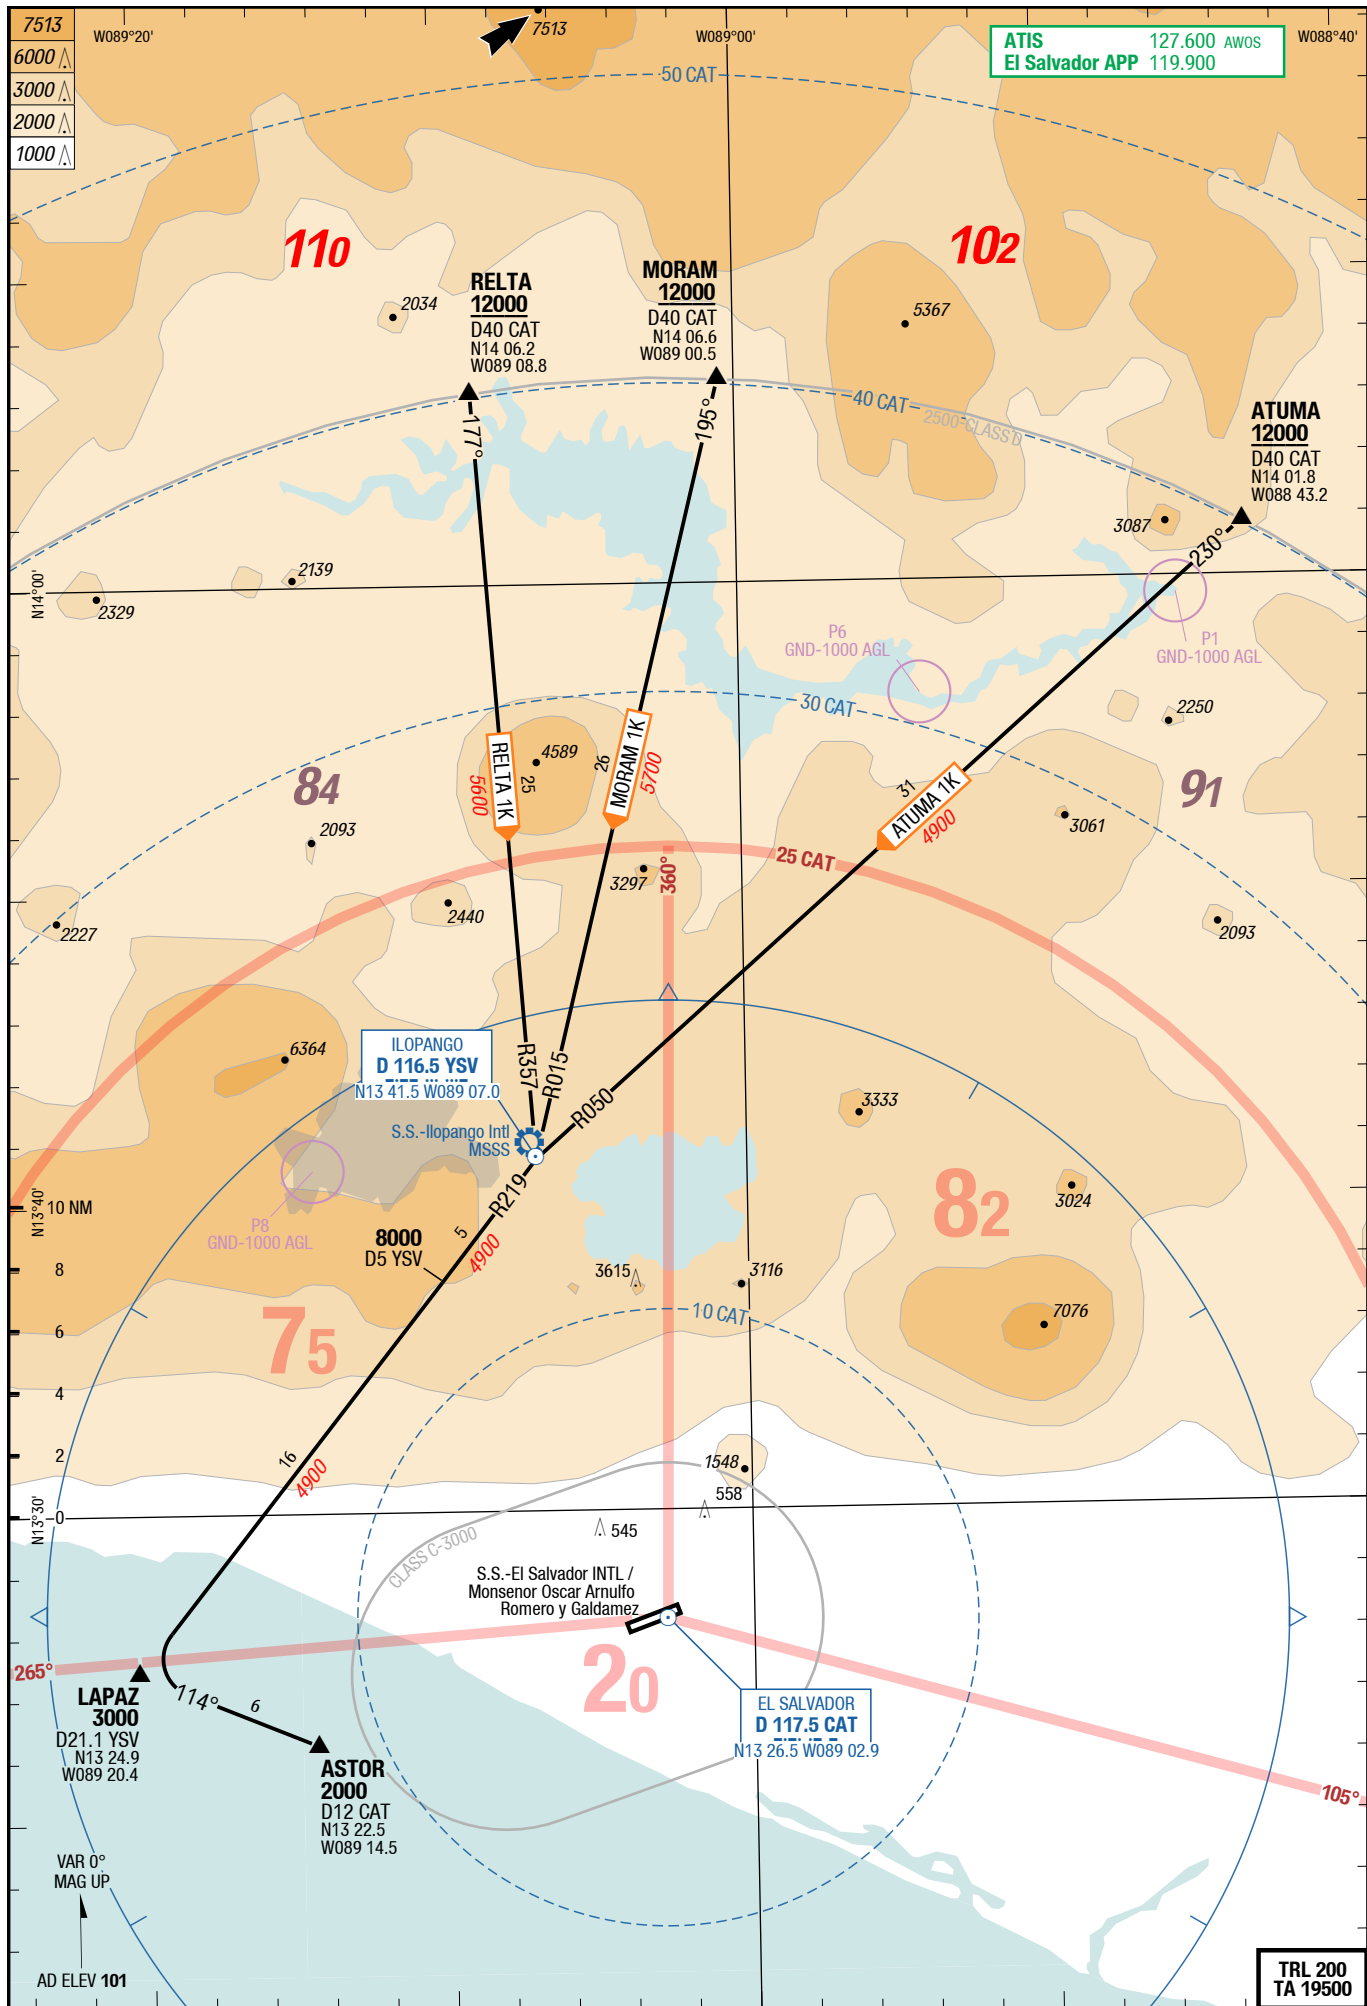 7513
6000
3000
2000
1000
W089°20'
7513
W089°00'
W088°40'
ATIS 127.600 AWOS
El Salvador APP 119.900
50 CAT
110
102
RELTA
12000
D40 CAT
N14 06.2
W089 08.8
MORAM
12000
D40 CAT
N14 06.6
W089 00.5
2034
5367
40 CAT
2500-CLASS D
ATUMA
12000
D40 CAT
N14 01.8
W088 43.2
177°
195°
230°
3087
2139
2329
N14°00'
P6
GND-1000 AGL
P1
GND-1000 AGL
30 CAT
2250
4589
RELTA 1K
25
5600
MORAM 1K
26
5700
ATUMA 1K
31
4900
84
91
2093
3061
25 CAT
360°
3297
2440
2227
2093
6364
ILOPANGO
D 116.5 YSV
N13 41.5 W089 07.0
R357
R015
R050
3333
S.S.-Ilopango Intl
MSSS
R219
82
3024
N13°40'
10 NM
P8
GND-1000 AGL
8000
D5 YSV
5
4900
8
3615
3116
10 CAT
7076
6
75
4
2
16
4900
1548
558
N13°30'
0
545
CLASS C-3000
S.S.-El Salvador INTL /
Monsenor Oscar Arnulfo
Romero y Galdamez
20
265°
LAPAZ
3000
D21.1 YSV
N13 24.9
W089 20.4
114°
6
ASTOR
2000
D12 CAT
N13 22.5
W089 14.5
EL SALVADOR
D 117.5 CAT
N13 26.5 W089 02.9
105°
VAR 0°
MAG UP
AD ELEV 101
TRL 200
TA 19500